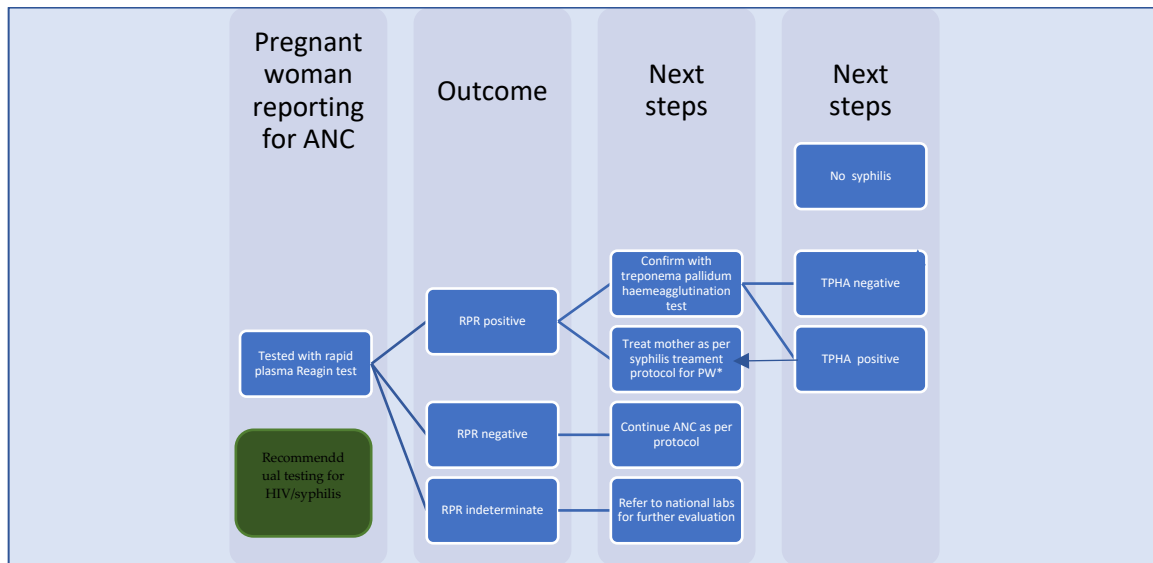 Pregnant
woman
reporting
for ANC
Outcome
Next
steps
Next
steps
No syphilis
Confirm with
treponema pallidum
haemeagglutination
test
TPHA negative
RPR positive
Tested with rapid
plasma Reagin test
Treat mother as per
syphilis treament
protocol for PW*
TPHA positive
RPR negative
Continue ANC as per
protocol
Recommendd
ual testing for
HIV/syphilis
RPR indeterminate
Refer to national labs
for further evaluation